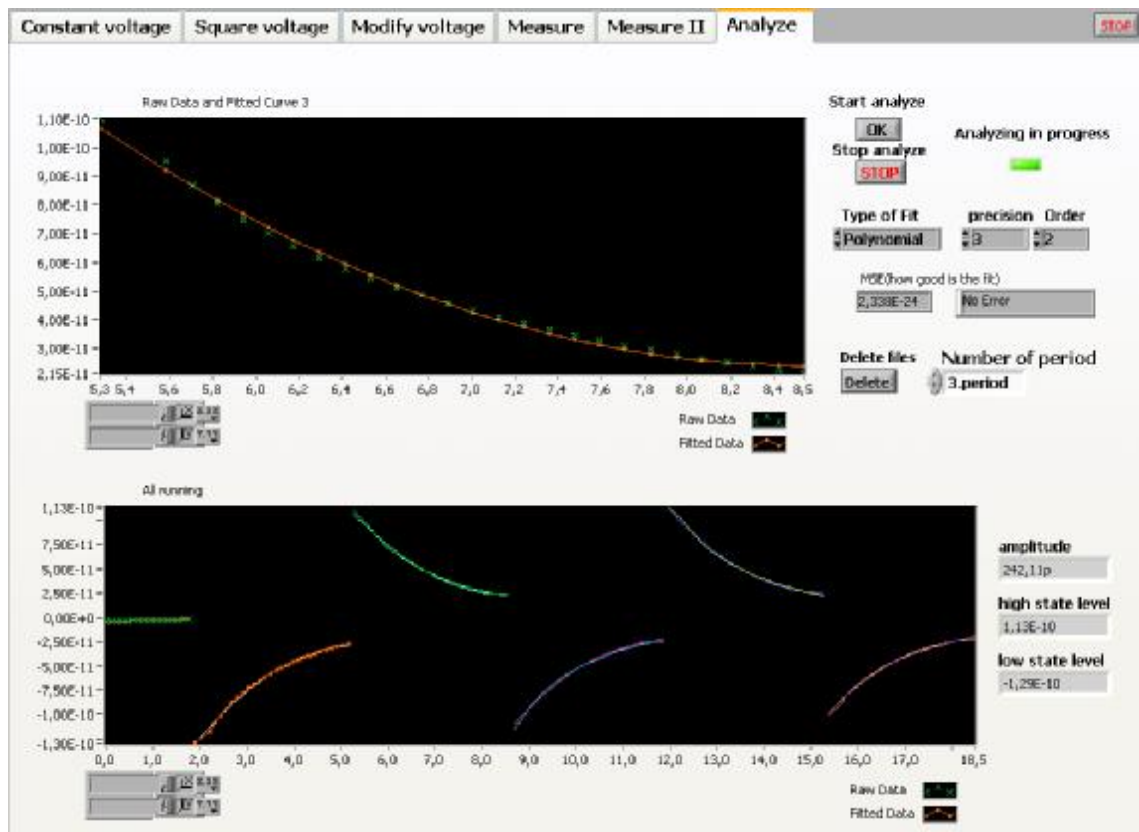 Constant voltage Square voltage Modify voltage Measure Measure II Analyze STOP
Raw Data and Fitted Curve 3
1,10E-10
1,00E-10
9,00E-11
8,00E-11
7,00E-11
6,00E-11
5,00E-11
4,00E-11
3,00E-11
2,15E-11
5,3 5,4 5,6 5,8 6,0 6,2 6,4 6,6 6,8 7,0 7,2 7,4 7,6 7,8 8,0 8,2 8,4 8,5
Raw Data
Fitted Data
Start analyze
OK
Stop analyze
STOP
Analyzing in progress
Type of Fit precision Order
Polynomial 3 2
MSE(how good is the fit)
2,338E-24 No Error
Delete files Number of period
Delete 3.period
All running
1,13E-10
7,50E-11
5,00E-11
2,50E-11
0,00E+0
-2,50E-11
-5,00E-11
-7,50E-11
-1,00E-10
-1,30E-10
0,0 1,0 2,0 3,0 4,0 5,0 6,0 7,0 8,0 9,0 10,0 11,0 12,0 13,0 14,0 15,0 16,0 17,0 18,5
Raw Data
Fitted Data
amplitude
242,11p
high state level
1,13E-10
low state level
-1,29E-10